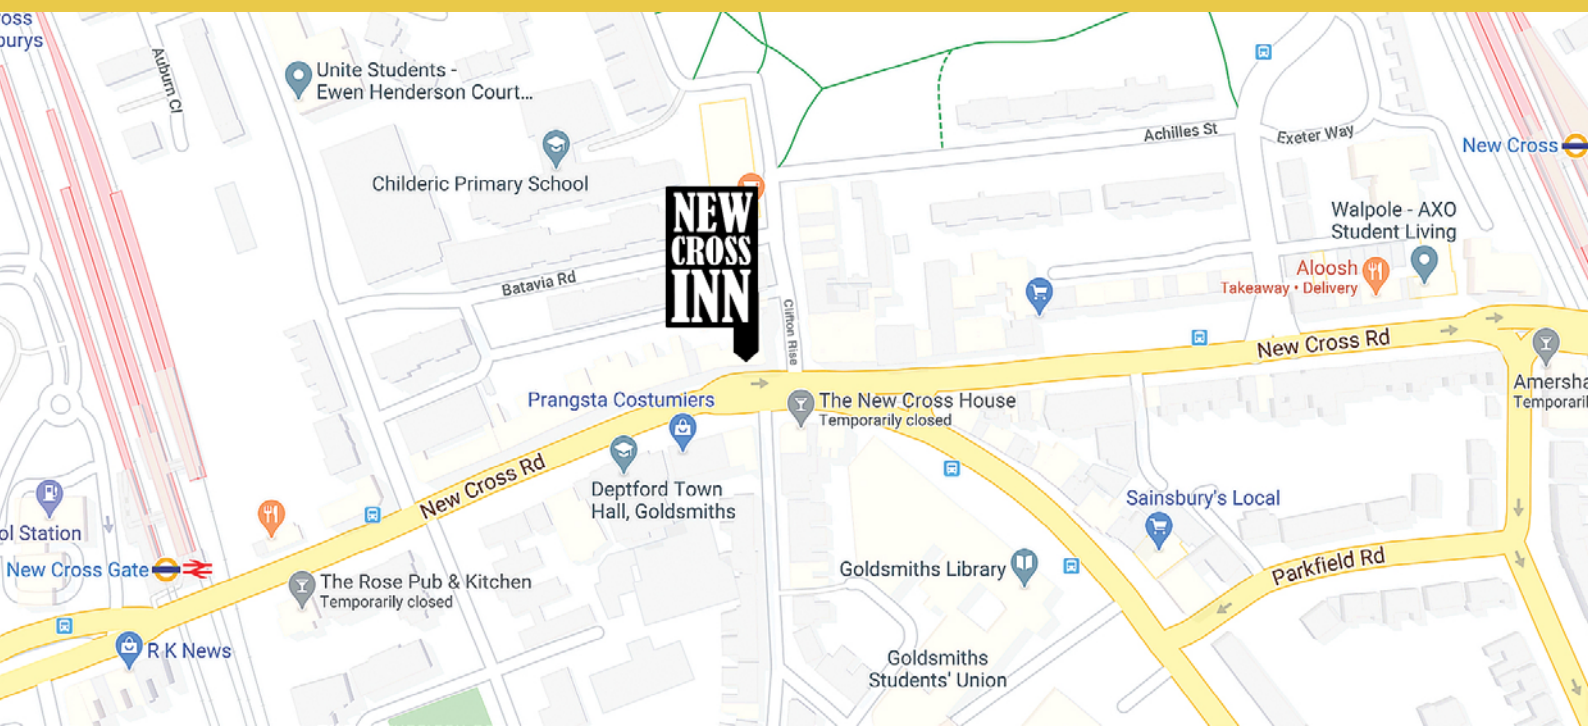 oss
burys
Auburn Cl
Unite Students -
Ewen Henderson Court...
Childeric Primary School
Achilles St
Exeter Way
New Cross
NEW
CROSS
INN
Walpole - AXO
Student Living
Aloosh
Takeaway • Delivery
Batavia Rd
Clifton Rise
New Cross Rd
Prangsta Costumiers
The New Cross House
Temporarily closed
Amersha
Temporaril
New Cross Rd
Deptford Town
Hall, Goldsmiths
Sainsbury's Local
ol Station
New Cross Gate
The Rose Pub & Kitchen
Temporarily closed
Goldsmiths Library
Parkfield Rd
R K News
Goldsmiths
Students' Union